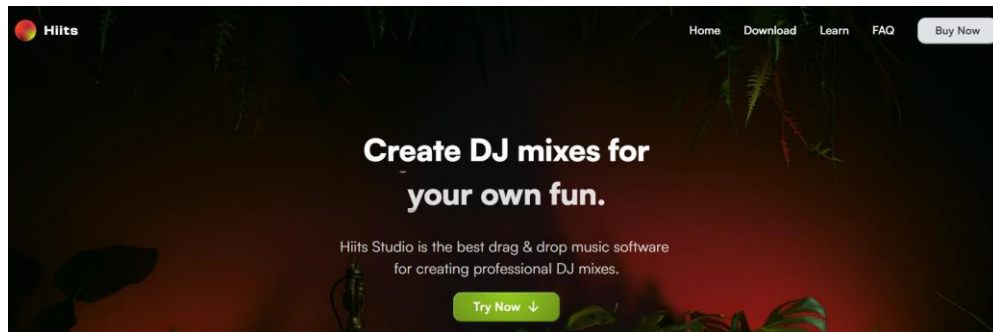 Hiits
Home Download Learn FAQ Buy Now
Create DJ mixes for
your own fun.
Hiits Studio is the best drag & drop music software
for creating professional DJ mixes.
Try Now ↓